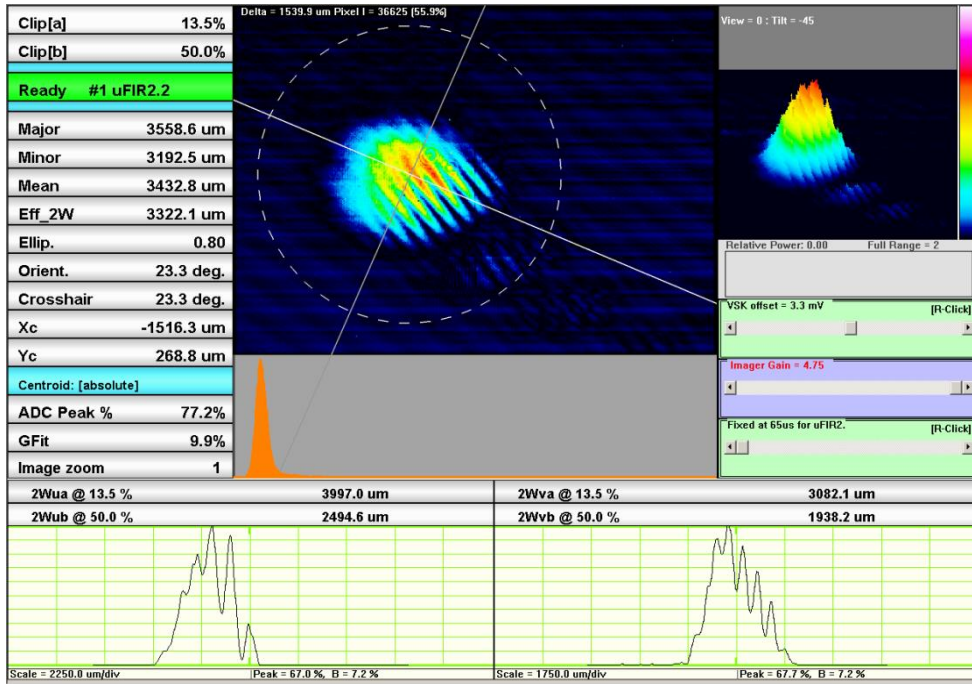 Clip[a] 13.5%
Clip[b] 50.0%
Ready #1 uFIR2.2
Major 3558.6 um
Minor 3192.5 um
Mean 3432.8 um
Eff_2W 3322.1 um
Ellip. 0.80
Orient. 23.3 deg.
Crosshair 23.3 deg.
Xc -1516.3 um
Yc 268.8 um
Centroid: [absolute]
ADC Peak % 77.2%
GFit 9.9%
Image zoom 1
Delta = 1539.9 um Pixel I = 36625 (55.9%)
View = 0 : Tilt = -45
Relative Power: 0.00 Full Range = 2
VSK offset = 3.3 mV [R-Click]
Imager Gain = 4.75
Fixed at 65us for uFIR2. [R-Click]
2Wua @ 13.5 % 3997.0 um
2Wub @ 50.0 % 2494.6 um
2Wva @ 13.5 % 3082.1 um
2Wvb @ 50.0 % 1938.2 um
Scale = 2250.0 um/div Peak = 67.0 %, B = 7.2 %
Scale = 1750.0 um/div Peak = 67.7 %, B = 7.2 %